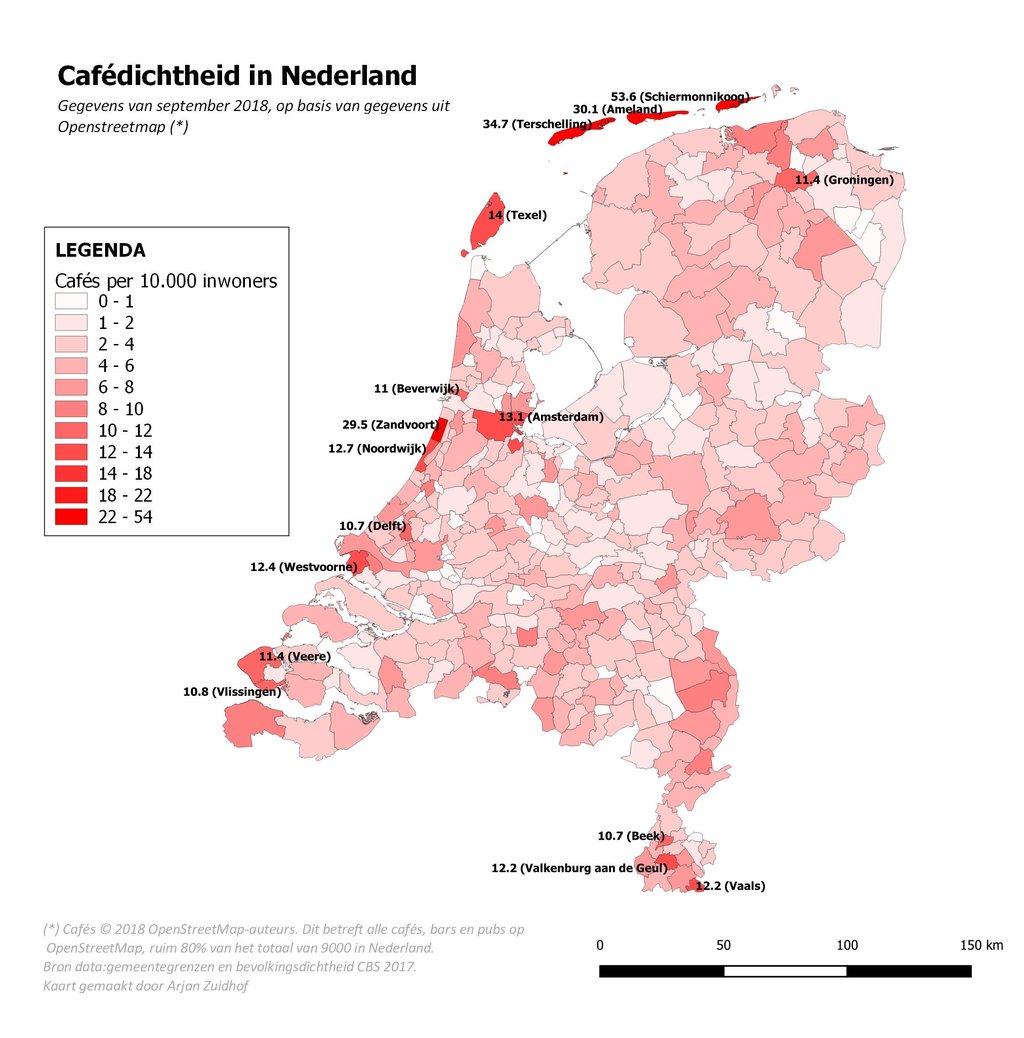 Cafédichtheid in Nederland
Gegevens van september 2018, op basis van gegevens uit
Openstreetmap (*)
53.6 (Schiermonnikoog)
30.1 (Ameland)
34.7 (Terschelling)
11.4 (Groningen)
14 (Texel)
LEGENDA
Cafés per 10.000 inwoners
0 - 1
1 - 2
2 - 4
4 - 6
6 - 8
8 - 10
10 - 12
12 - 14
14 - 18
18 - 22
22 - 54
11 (Beverwijk)
13.1 (Amsterdam)
29.5 (Zandvoort)
12.7 (Noordwijk)
10.7 (Delft)
12.4 (Westvoorne)
11.4 (Veere)
10.8 (Vlissingen)
10.7 (Beek)
12.2 (Valkenburg aan de Geul)
12.2 (Vaals)
(*) Cafés © 2018 OpenStreetMap-auteurs. Dit betreft alle cafés, bars en pubs op
OpenStreetMap, ruim 80% van het totaal van 9000 in Nederland.
Bron data:gemeentegrenzen en bevolkingsdichtheid CBS 2017.
Kaart gemaakt door Arjan Zuidhof
0 50 100 150 km